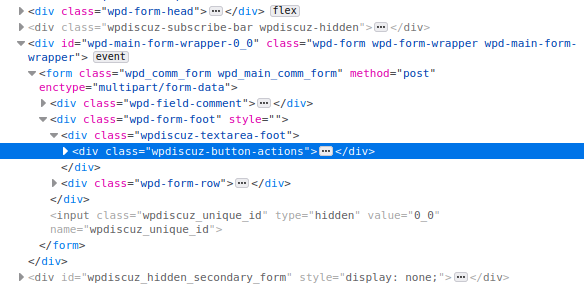 <div class="wpd-form-head"> ••• </div> flex
<div class="wpdiscuz-subscribe-bar wpdiscuz-hidden"> ••• </div>
<div id="wpd-main-form-wrapper-0_0" class="wpd-form wpd-form-wrapper wpd-main-form-
wrapper"> event
<form class="wpd_comm_form wpd_main_comm_form" method="post"
enctype="multipart/form-data">
<div class="wpd-field-comment"> ••• </div>
<div class="wpd-form-foot" style="">
<div class="wpdiscuz-textarea-foot">
<div class="wpdiscuz-button-actions"> ••• </div>
</div>
<div class="wpd-form-row"> ••• </div>
</div>
<input class="wpdiscuz_unique_id" type="hidden" value="0_0"
name="wpdiscuz_unique_id">
</form>
</div>
<div id="wpdiscuz_hidden_secondary_form" style="display: none;"> ••• </div>